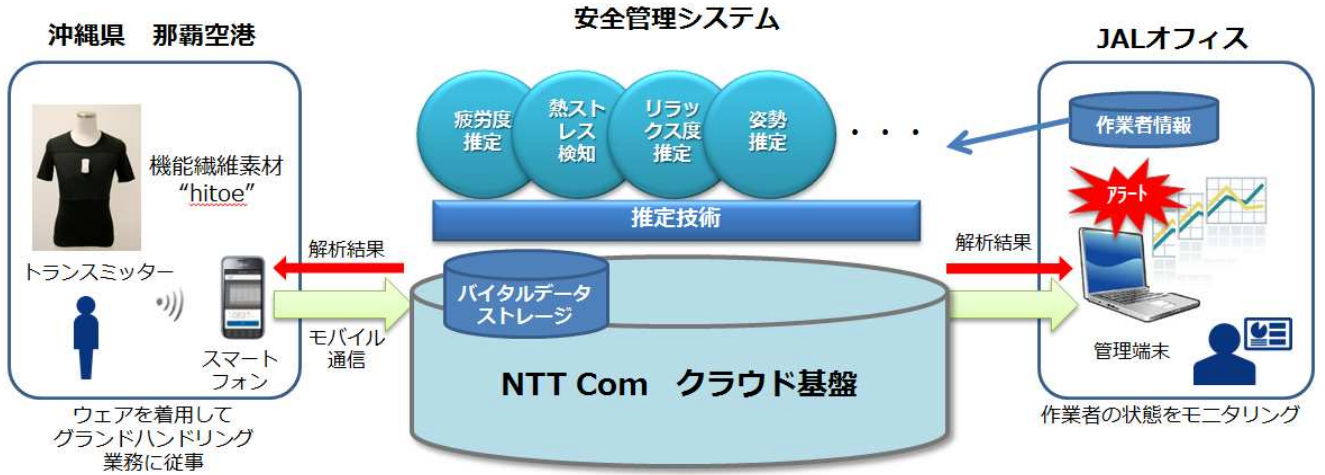 安全管理システム
沖縄県 那覇空港
機能繊維素材
“hitoe”
トランスミッター
スマート
フォン
ウェアを着用して
グランドハンドリング
業務に従事
解析結果
モバイル
通信
疲労度
推定
熱スト
レス
検知
リラッ
クス度
推定
姿勢
推定
・・・
推定技術
バイタルデータ
ストレージ
NTT Com クラウド基盤
解析結果
JALオフィス
作業者情報
アラート
管理端末
作業者の状態をモニタリング